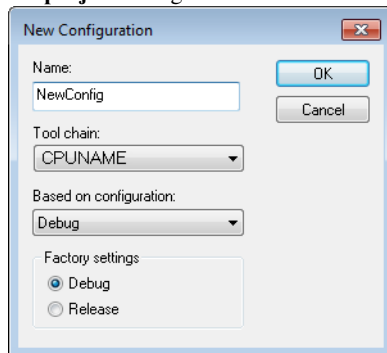 New Configuration
Name:
OK
NewConfig
Cancel
Tool chain:
CPUNAME
Based on configuration:
Debug
Factory settings
Debug
Release